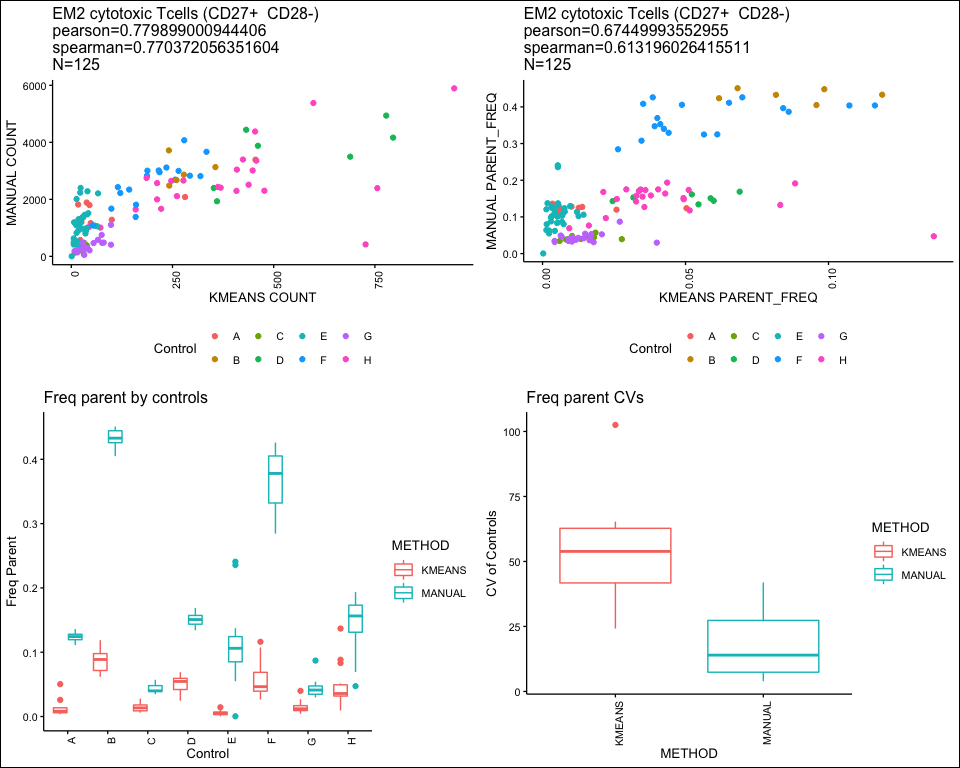 EM2 cytotoxic Tcells (CD27+  CD28-)
pearson=0.779899000944406
spearman=0.770372056351604
N=125
6000
4000
2000
0
MANUAL COUNT
0
250
500
750
KMEANS COUNT
Control
A
C
E
G
B
D
F
H
EM2 cytotoxic Tcells (CD27+  CD28-)
pearson=0.67449993552955
spearman=0.613196026415511
N=125
0.4
0.3
0.2
0.1
0.0
MANUAL PARENT_FREQ
0.00
0.05
0.10
KMEANS PARENT_FREQ
Control
A
C
E
G
B
D
F
H
Freq parent by controls
0.4
0.3
0.2
0.1
0.0
Freq Parent
A
B
C
D
E
F
G
H
Control
METHOD
KMEANS
MANUAL
Freq parent CVs
100
75
50
25
0
CV of Controls
KMEANS
MANUAL
METHOD
METHOD
KMEANS
MANUAL